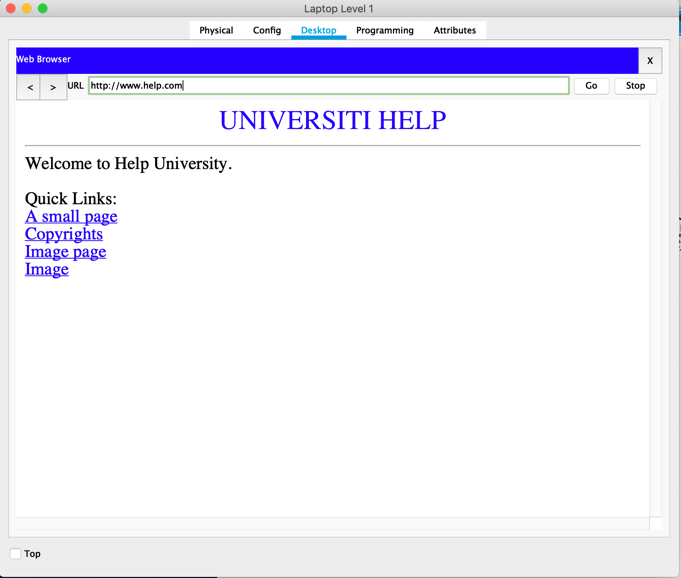 Laptop Level 1
Physical Config Desktop Programming Attributes
Web Browser X
< > URL http://www.help.com Go Stop
UNIVERSITI HELP
Welcome to Help University.
Quick Links:
A small page
Copyrights
Image page
Image
Top